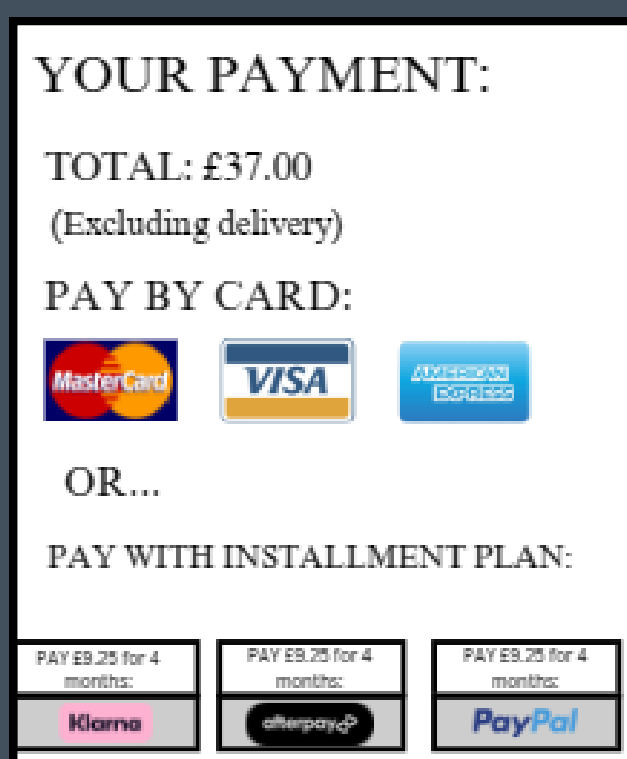 YOUR PAYMENT:
TOTAL: £37.00
(Excluding delivery)
PAY BY CARD:
MasterCard
VISA
AMERICAN
EXPRESS
OR...
PAY WITH INSTALLMENT PLAN:
PAY £9.25 for 4
months:
Klarna
PAY £9.25 for 4
months:
afterpay
PAY £9.25 for 4
months:
PayPal